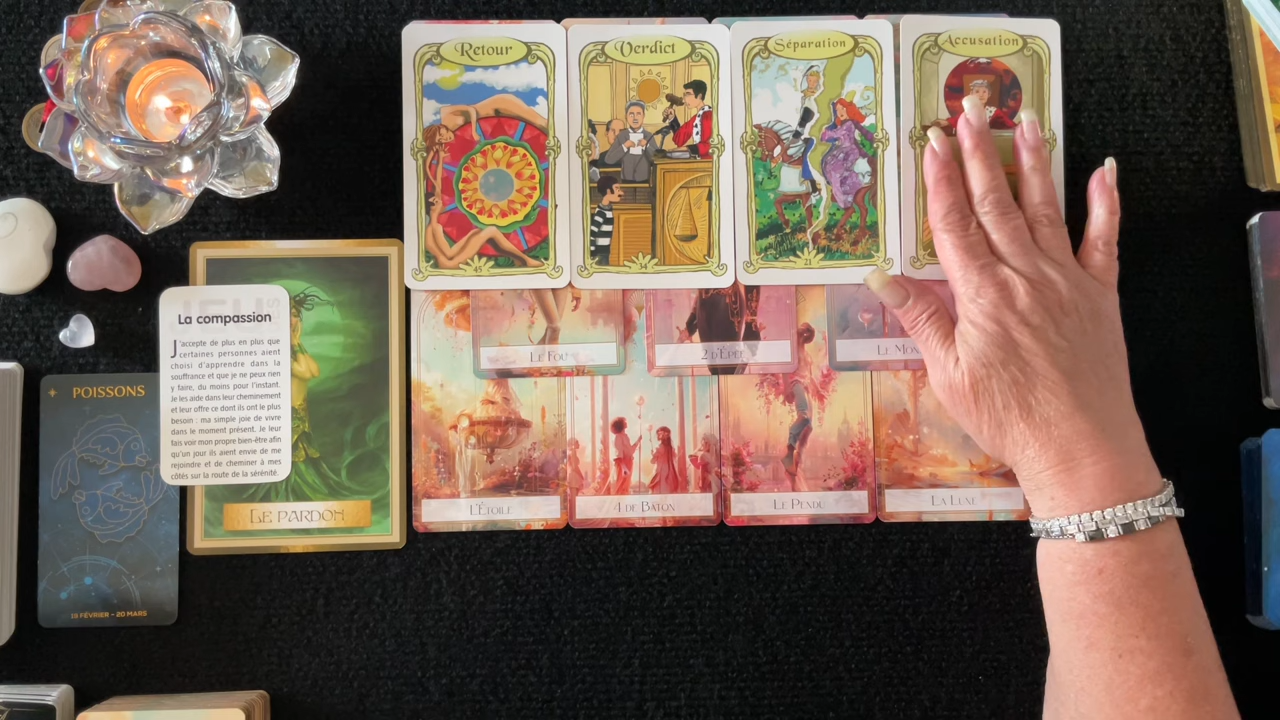 Retour
45
Verdict
34
Séparation
21
Accusation
JEU
La compassion
J'accepte de plus en plus que
certaines personnes aient
choisi d'apprendre dans la
souffrance et que je ne peux rien
y faire, du moins pour l'instant.
Je les aide dans leur cheminement
et leur offre ce dont ils ont le plus
besoin : ma simple joie de vivre
dans le moment présent. Je leur
fais voir mon propre bien-être afin
qu'un jour ils aient envie de me
rejoindre et de cheminer à mes
côtés sur la route de la sérénité.
POISSONS
19 FÉVRIER - 20 MARS
LE PARDON
LE FOU
2 D'ÉPÉE
LE MON
L'ÉTOILE
4 DE BÂTON
LE PENDU
LA LUNE